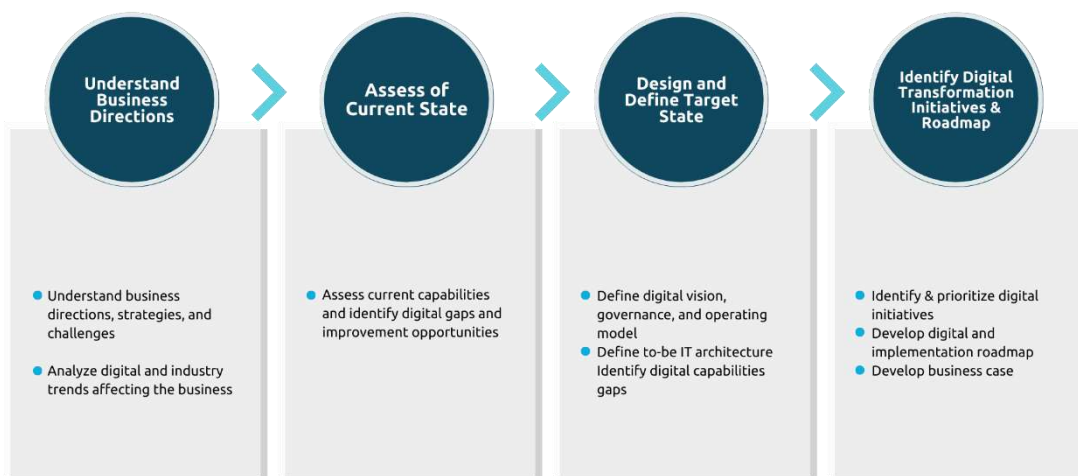 Understand
Business
Directions
Assess of
Current State
Design and
Define Target
State
Identify Digital
Transformation
Initiatives &
Roadmap
Understand business
directions, strategies, and
challenges
Analyze digital and industry
trends affecting the business
Assess current capabilities
and identify digital gaps and
improvement opportunities
Define digital vision,
governance, and operating
model
Define to-be IT architecture
Identify digital capabilities
gaps
Identify & prioritize digital
initiatives
Develop digital and
implementation roadmap
Develop business case